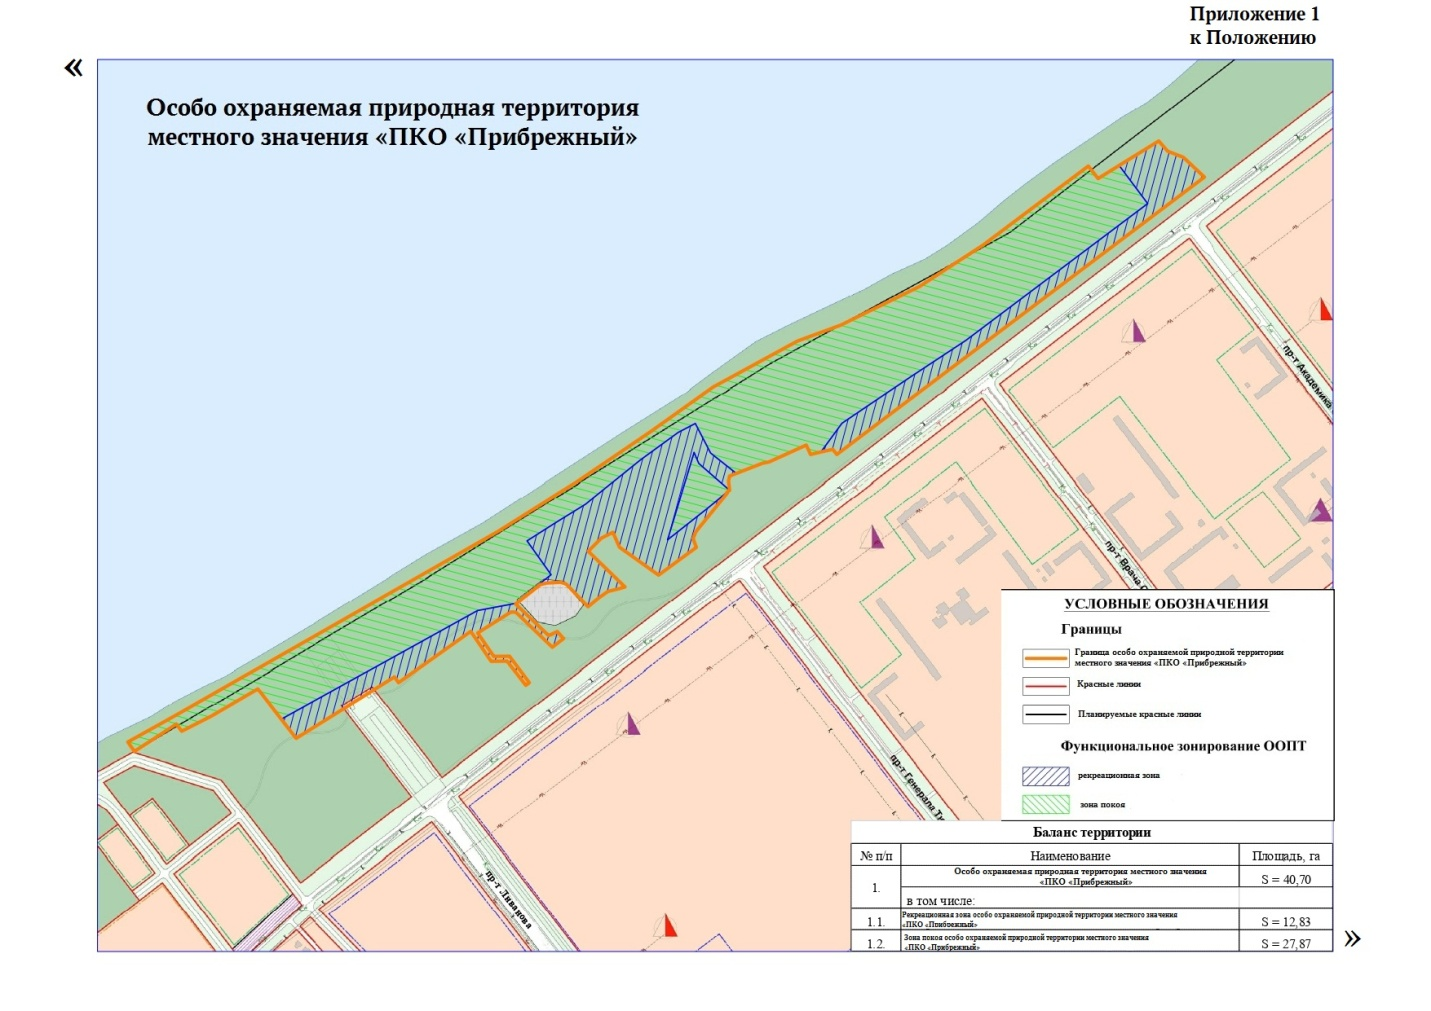 Приложение 1
к Положению
«
Особо охраняемая природная территория
местного значения «ПКО «Прибрежный»
пр-т Академика
пр-т Врача
пр-т Генерала
пр-т Ливанова
УСЛОВНЫЕ ОБОЗНАЧЕНИЯ
Границы
Граница особо охраняемой природной территории
местного значения «ПКО «Прибрежный»
Красные линии
Планируемые красные линии
Функциональное зонирование ООПТ
рекреационная зона
зона покоя
Баланс территории
№ п/п Наименование Площадь, га
1. Особо охраняемая природная территория местного значения
«ПКО «Прибрежный» S = 40,70
в том числе:
1.1. Рекреационная зона особо охраняемой природной территории местного значения
«ПКО «Прибрежный» S = 12,83
1.2. Зона покоя особо охраняемой природной территории местного значения
«ПКО «Прибрежный» S = 27,87
»